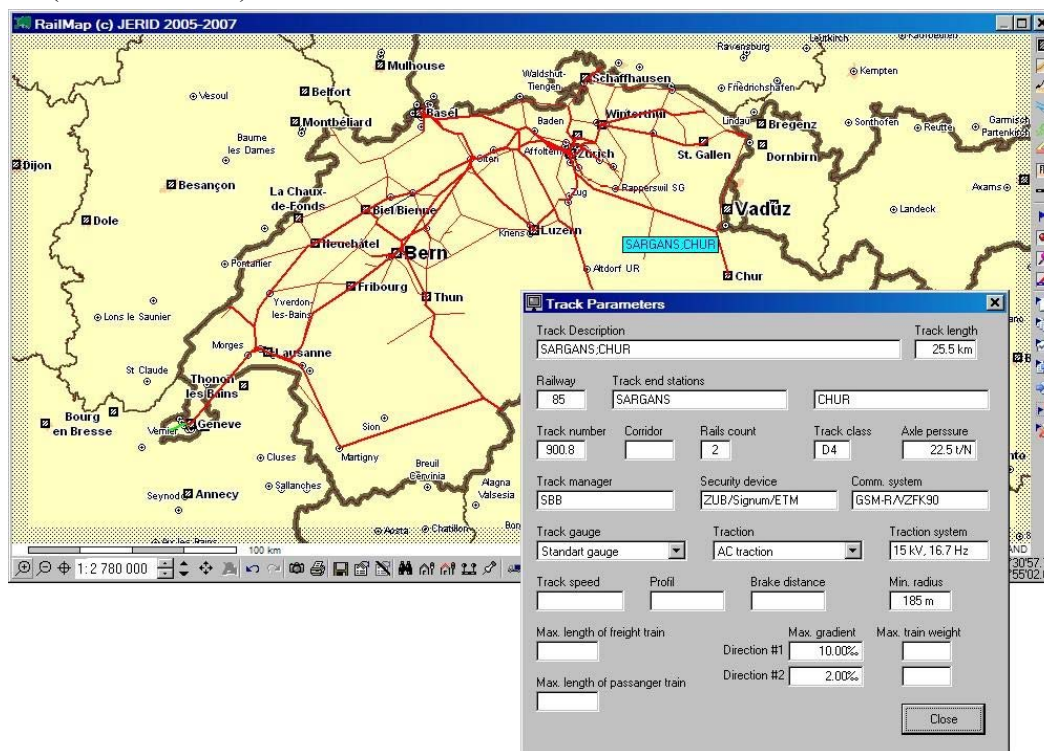 RailMap (c) JERID 2005-2007
Leutkirch
Kaufbeuren
Ravensburg
Mulhouse
Waldshut-
Tiengen
Schaffhausen
Kempten
Vesoul
Belfort
Friedrichshafen
Basel
Baden
Winterthur
Lindau
Montbéliard
Bregenz
Sonthofen
Reutte
Garmisch
Partenkirch
Baume
les Dames
Dijon
Olten
Affoltern
Zürich
St. Gallen
Dornbirn
Besançon
La Chaux-
de-Fonds
Zug
Rapperswil SG
Axams
Dole
Biel/Bienne
Vaduz
Landeck
Neuchâtel
Kriens
Luzern
Bern
SARGANS;CHUR
Pontarlier
Altdorf UR
Chur
Fribourg
Thun
Yverdon-
les-Bains
Lons le Saunier
Morges
Lausanne
St Claude
Thonon
les Bains
Bourg
en Bresse
Vernier
Geneve
Sion
Martigny
Cluses
Breuil
Cervinia
Alagna
Valsesia
Sallanches
Seynod
Annecy
Aosta
Chatillon
100 km
1: 2 780 000
Track Parameters
Track Description
Track length
SARGANS;CHUR
25.5 km
Railway
Track end stations
85
SARGANS
CHUR
Track number
Corridor
Rails count
Track class
Axle perssure
900.8
2
D4
22.5 t/N
Track manager
Security device
Comm. system
SBB
ZUB/Signum/ETM
GSM-R/VZFK90
Track gauge
Traction
Traction system
Standart gauge
AC traction
15 kV, 16.7 Hz
Track speed
Profil
Brake distance
Min. radius
185 m
Max. length of freight train
Max. gradient
Max. train weight
Direction #1
10.00‰
Direction #2
2.00‰
Max. length of passanger train
Close